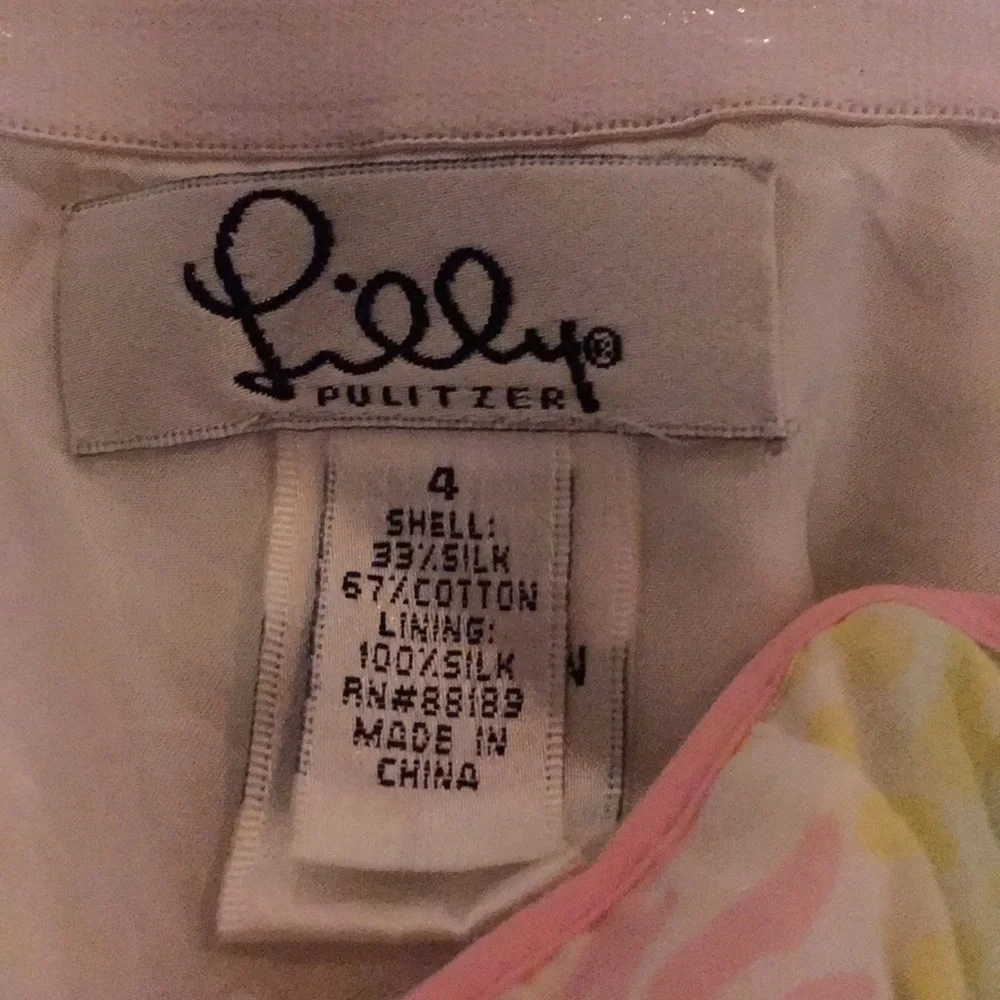 Lilly®
PULITZER
4
SHELL:
33%SILK
67%COTTON
LINING:
100%SILK
RN#88189
MADE IN
CHINA
N